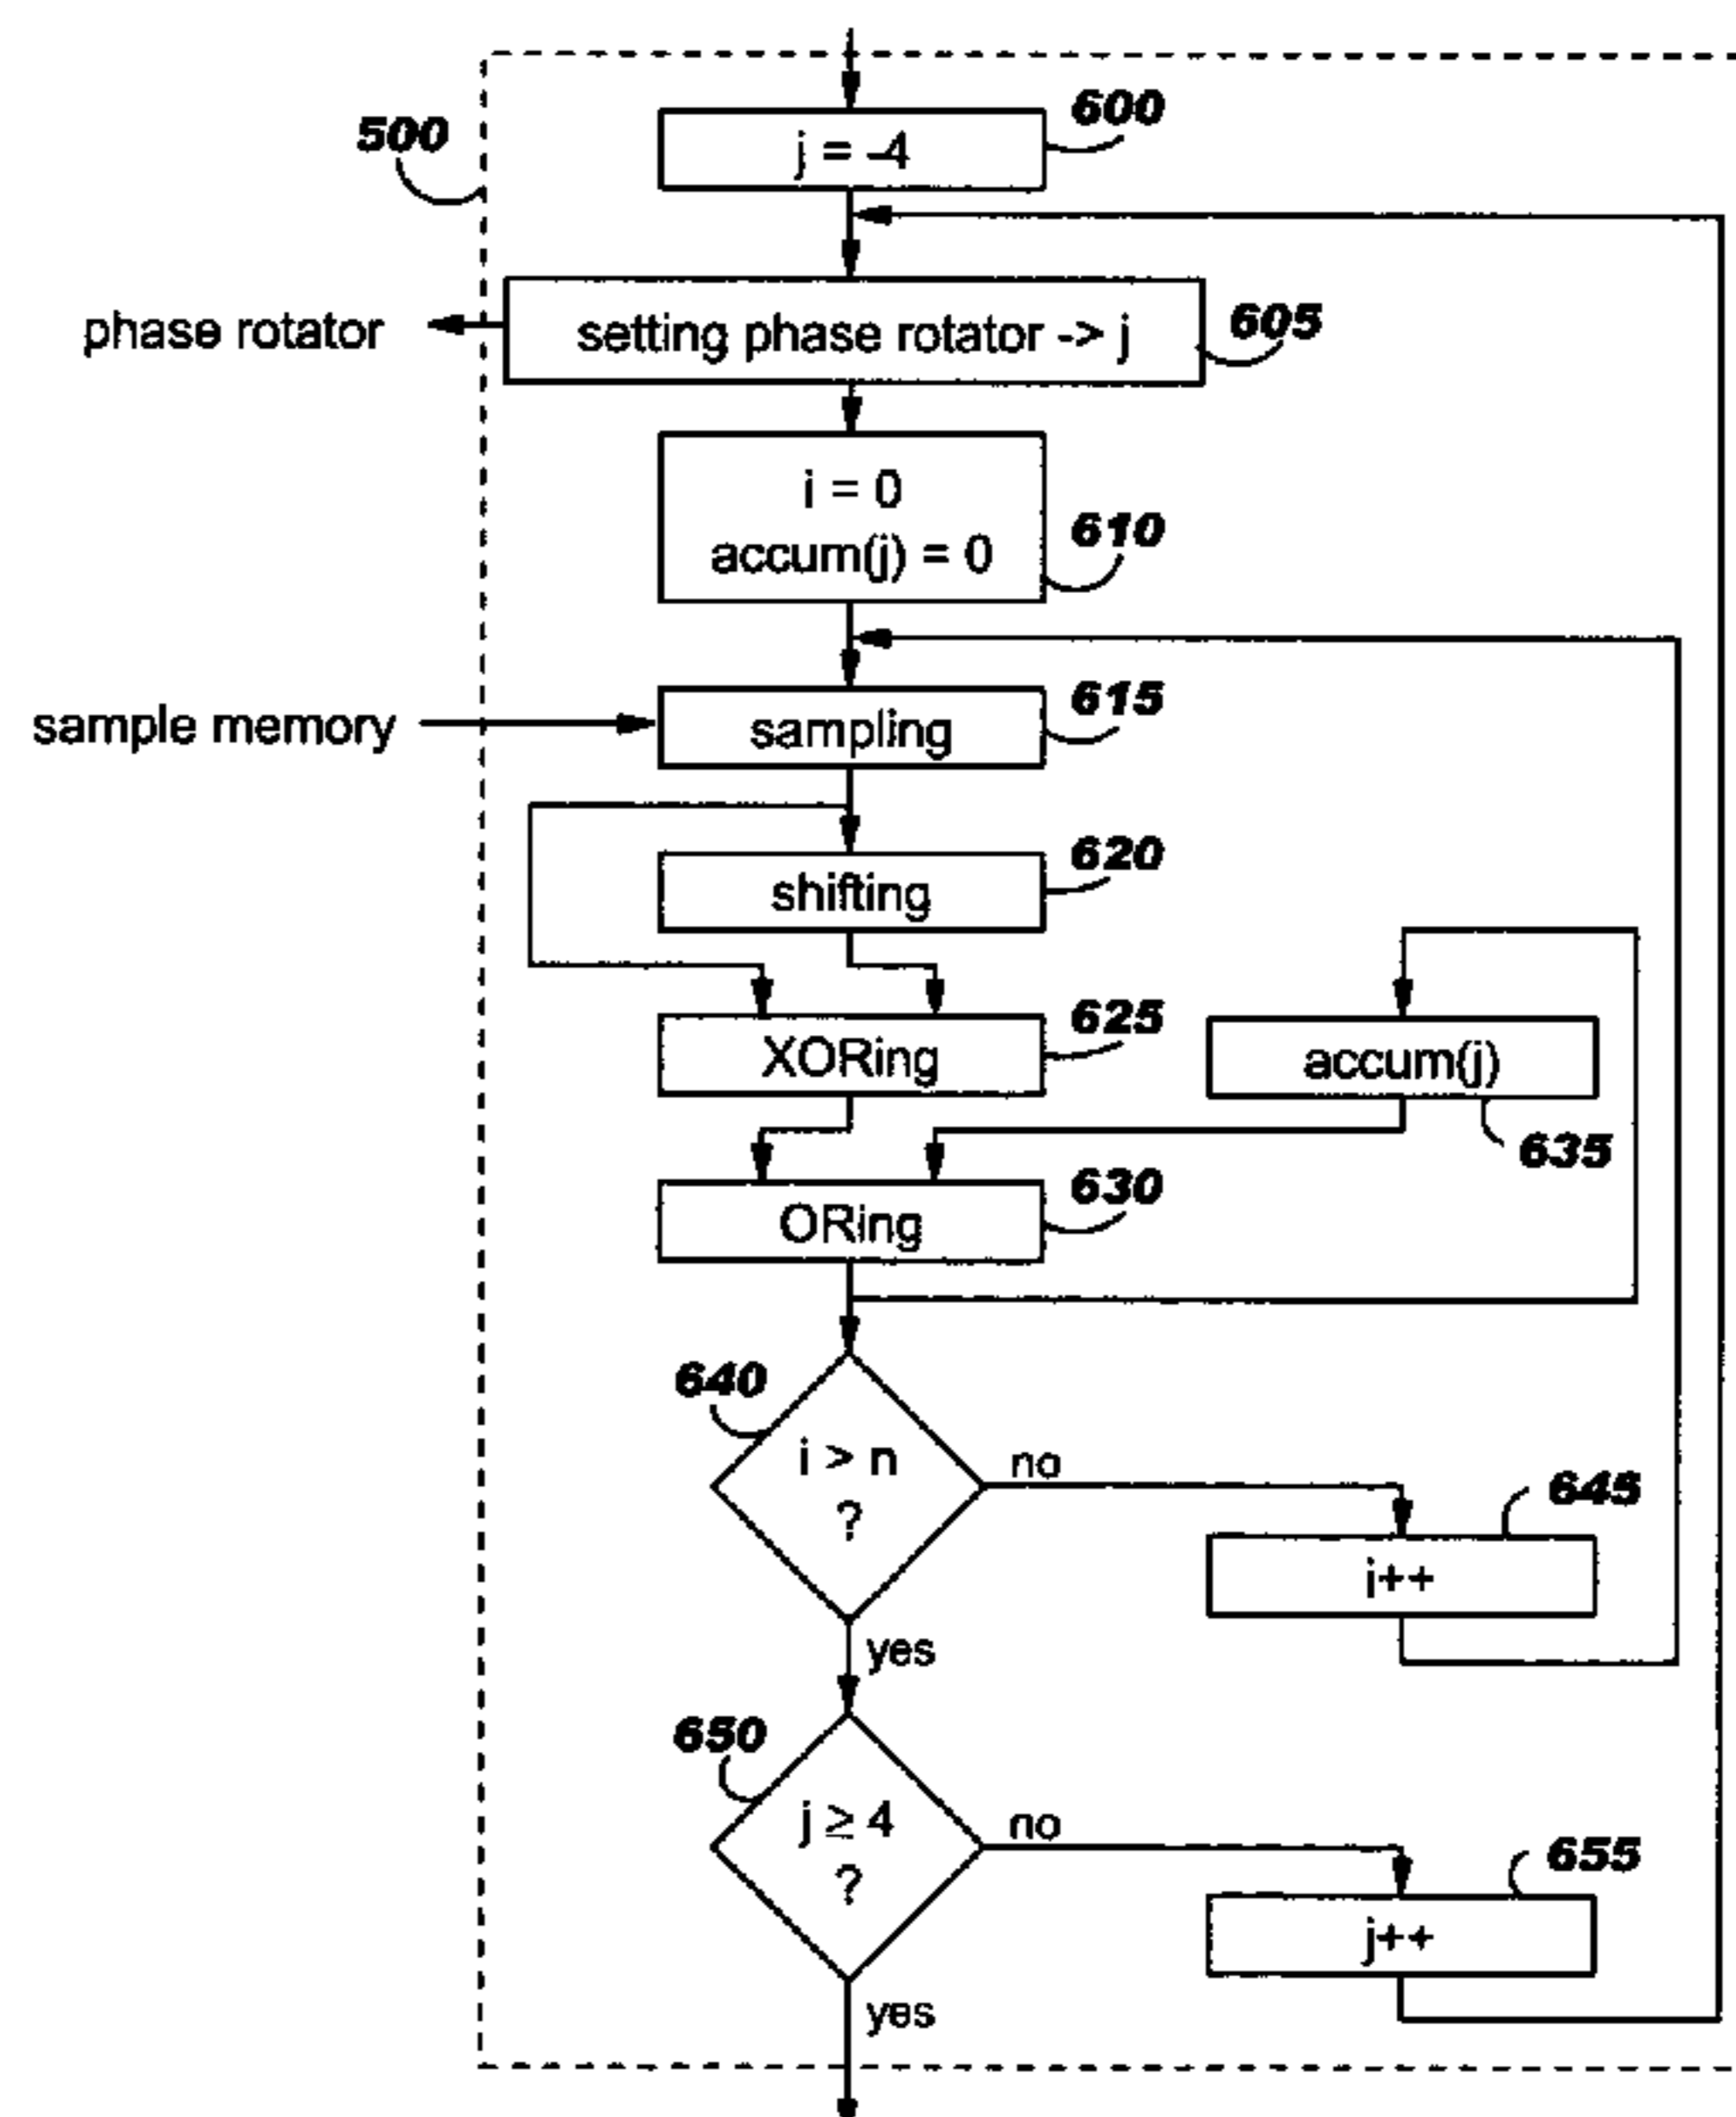 600
500
j = -4
phase rotator
setting phase rotator -> j
605
i = 0
accum(j) = 0
610
sample memory
sampling
615
shifting
620
XORing
625
accum(j)
635
ORing
630
640
i > n
?
no
645
i++
yes
650
j ≥ 4
?
no
655
j++
yes